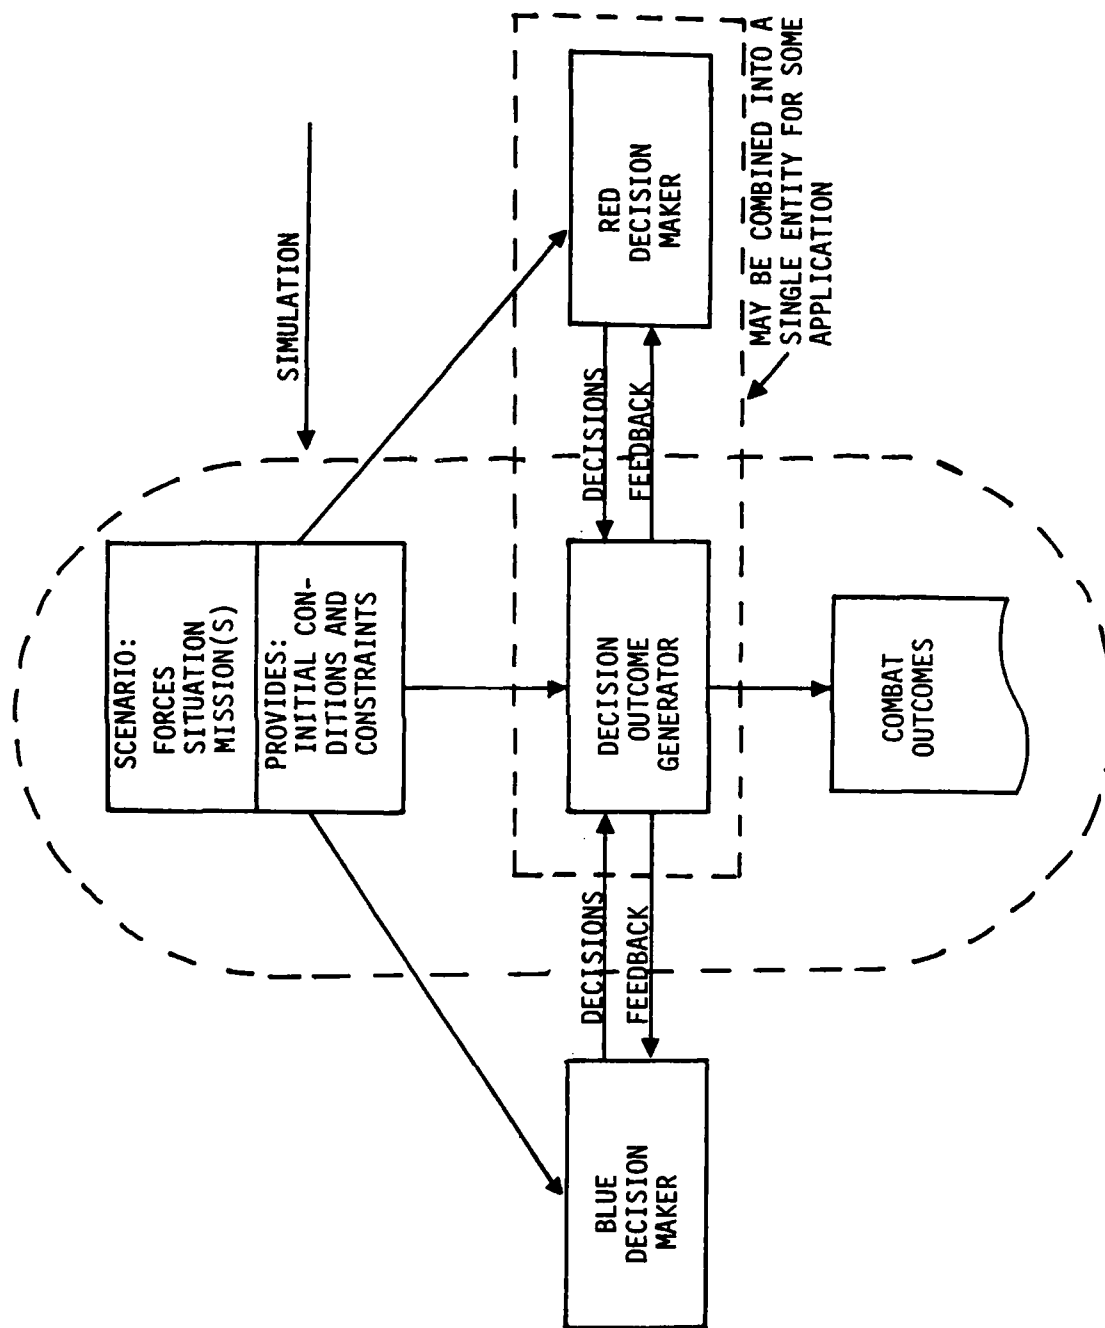 SIMULATION
SCENARIO:
FORCES
SITUATION
MISSION(S)
PROVIDES:
INITIAL CON-
DITIONS AND
CONSTRAINTS
BLUE
DECISION
MAKER
DECISIONS
FEEDBACK
DECISION
OUTCOME
GENERATOR
DECISIONS
FEEDBACK
RED
DECISION
MAKER
MAY BE COMBINED INTO A
SINGLE ENTITY FOR SOME
APPLICATION
COMBAT
OUTCOMES